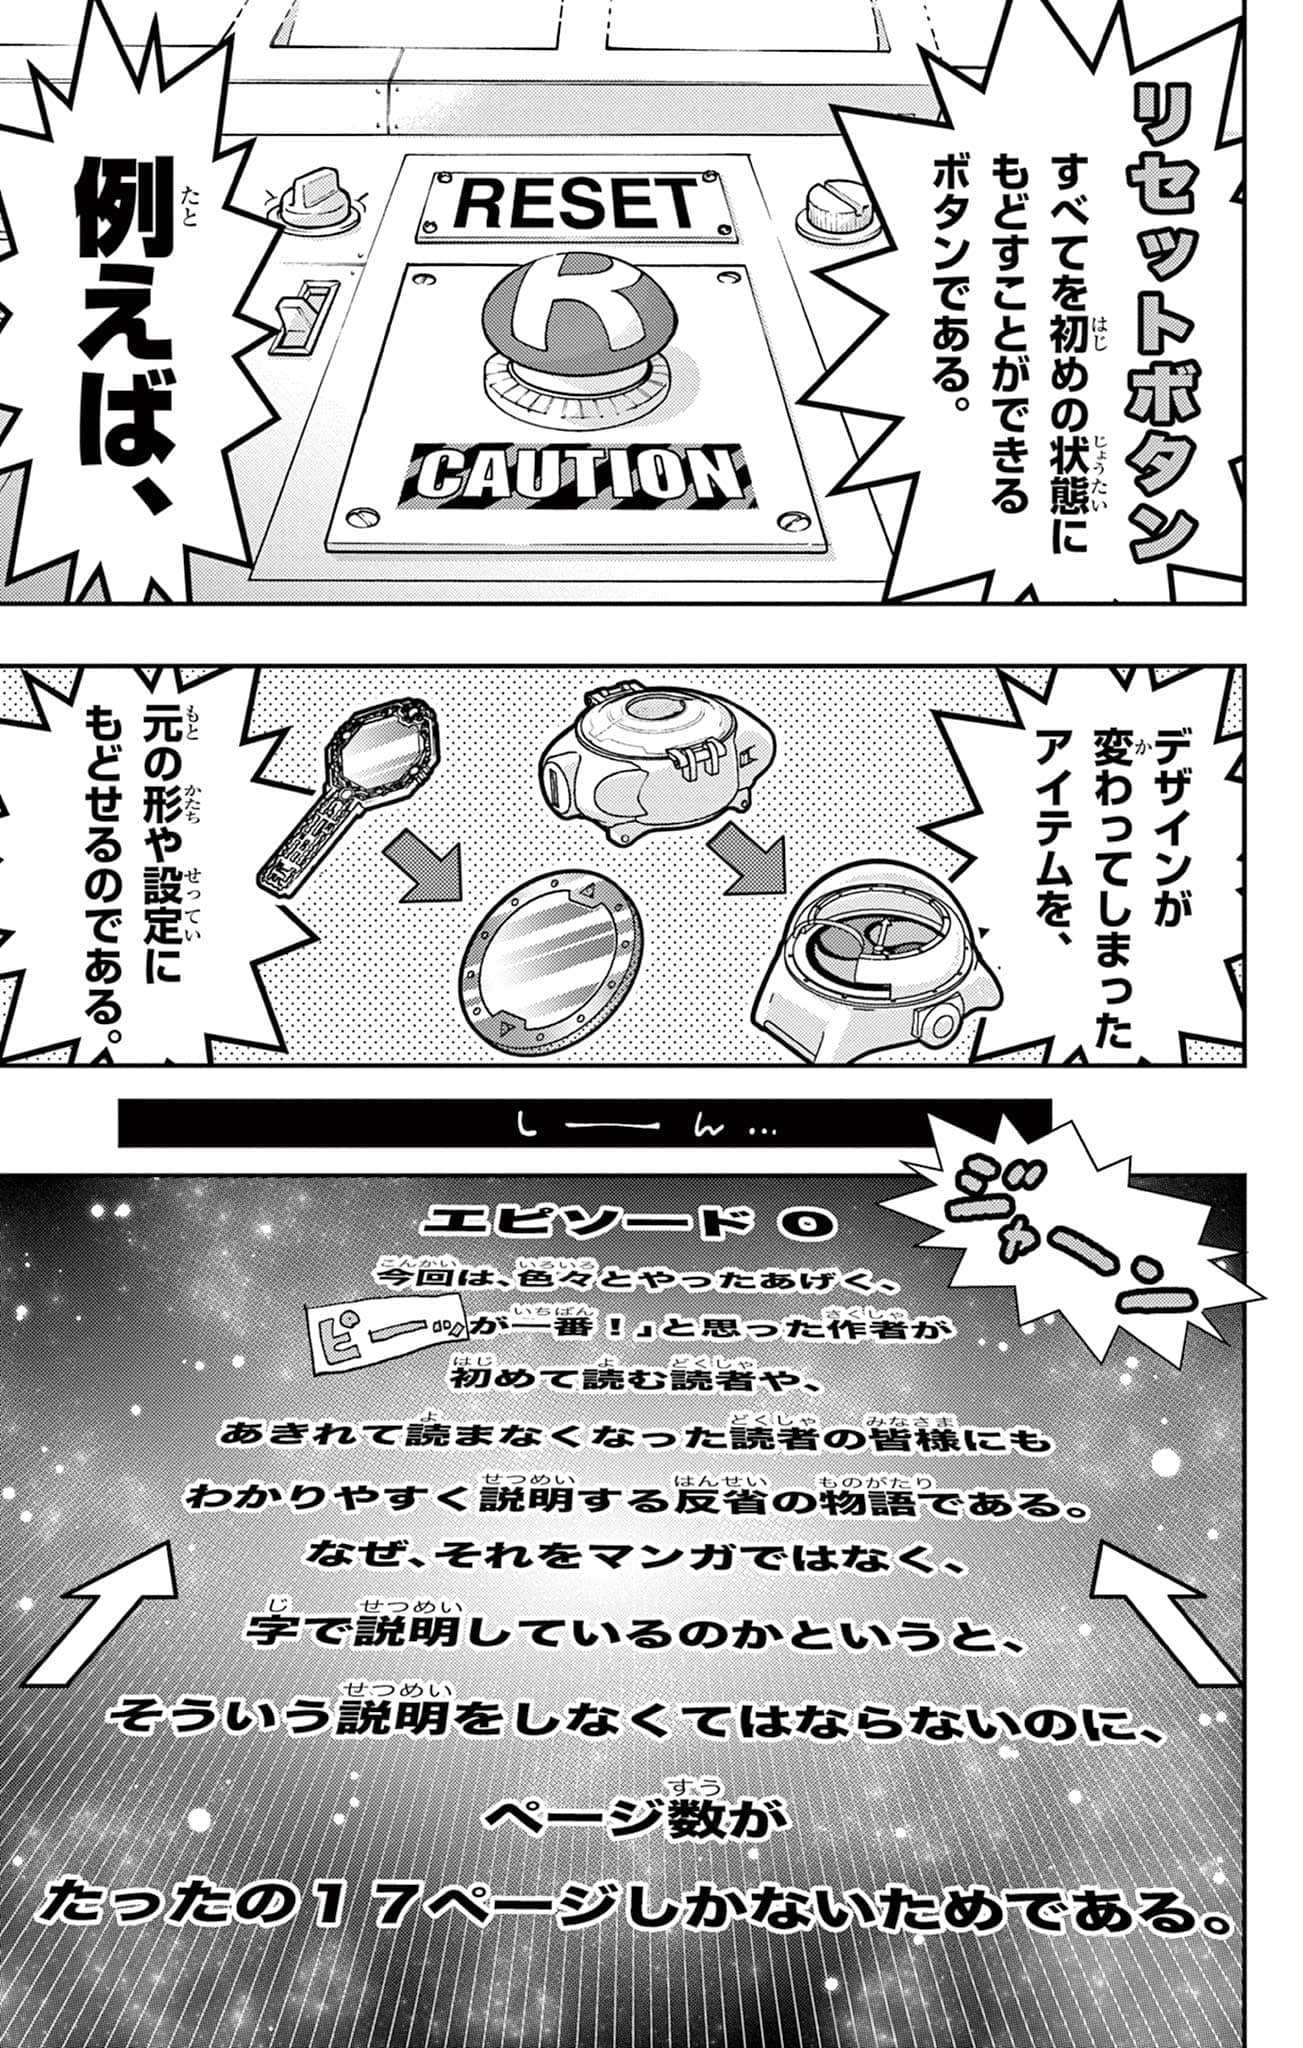 リセットボタン
すべてを初めの状態に
もどすことができる
ボタンである。
RESET
R
CAUTION
例えば、
デザインが
変わってしまった
アイテムを、
元の形や設定に
もどせるのである。
しーん…
ジャーン
エピソード0
今回は、色々とやったあげく、
ピーッが一番!」と思った作者が
初めて読む読者や、
あきれて読まなくなった読者の皆様にも
わかりやすく説明する反省の物語である。
なぜ、それをマンガではなく、
字で説明しているのかというと、
そういう説明をしなくてはならないのに、
ページ数が
たったの17ページしかないためである。